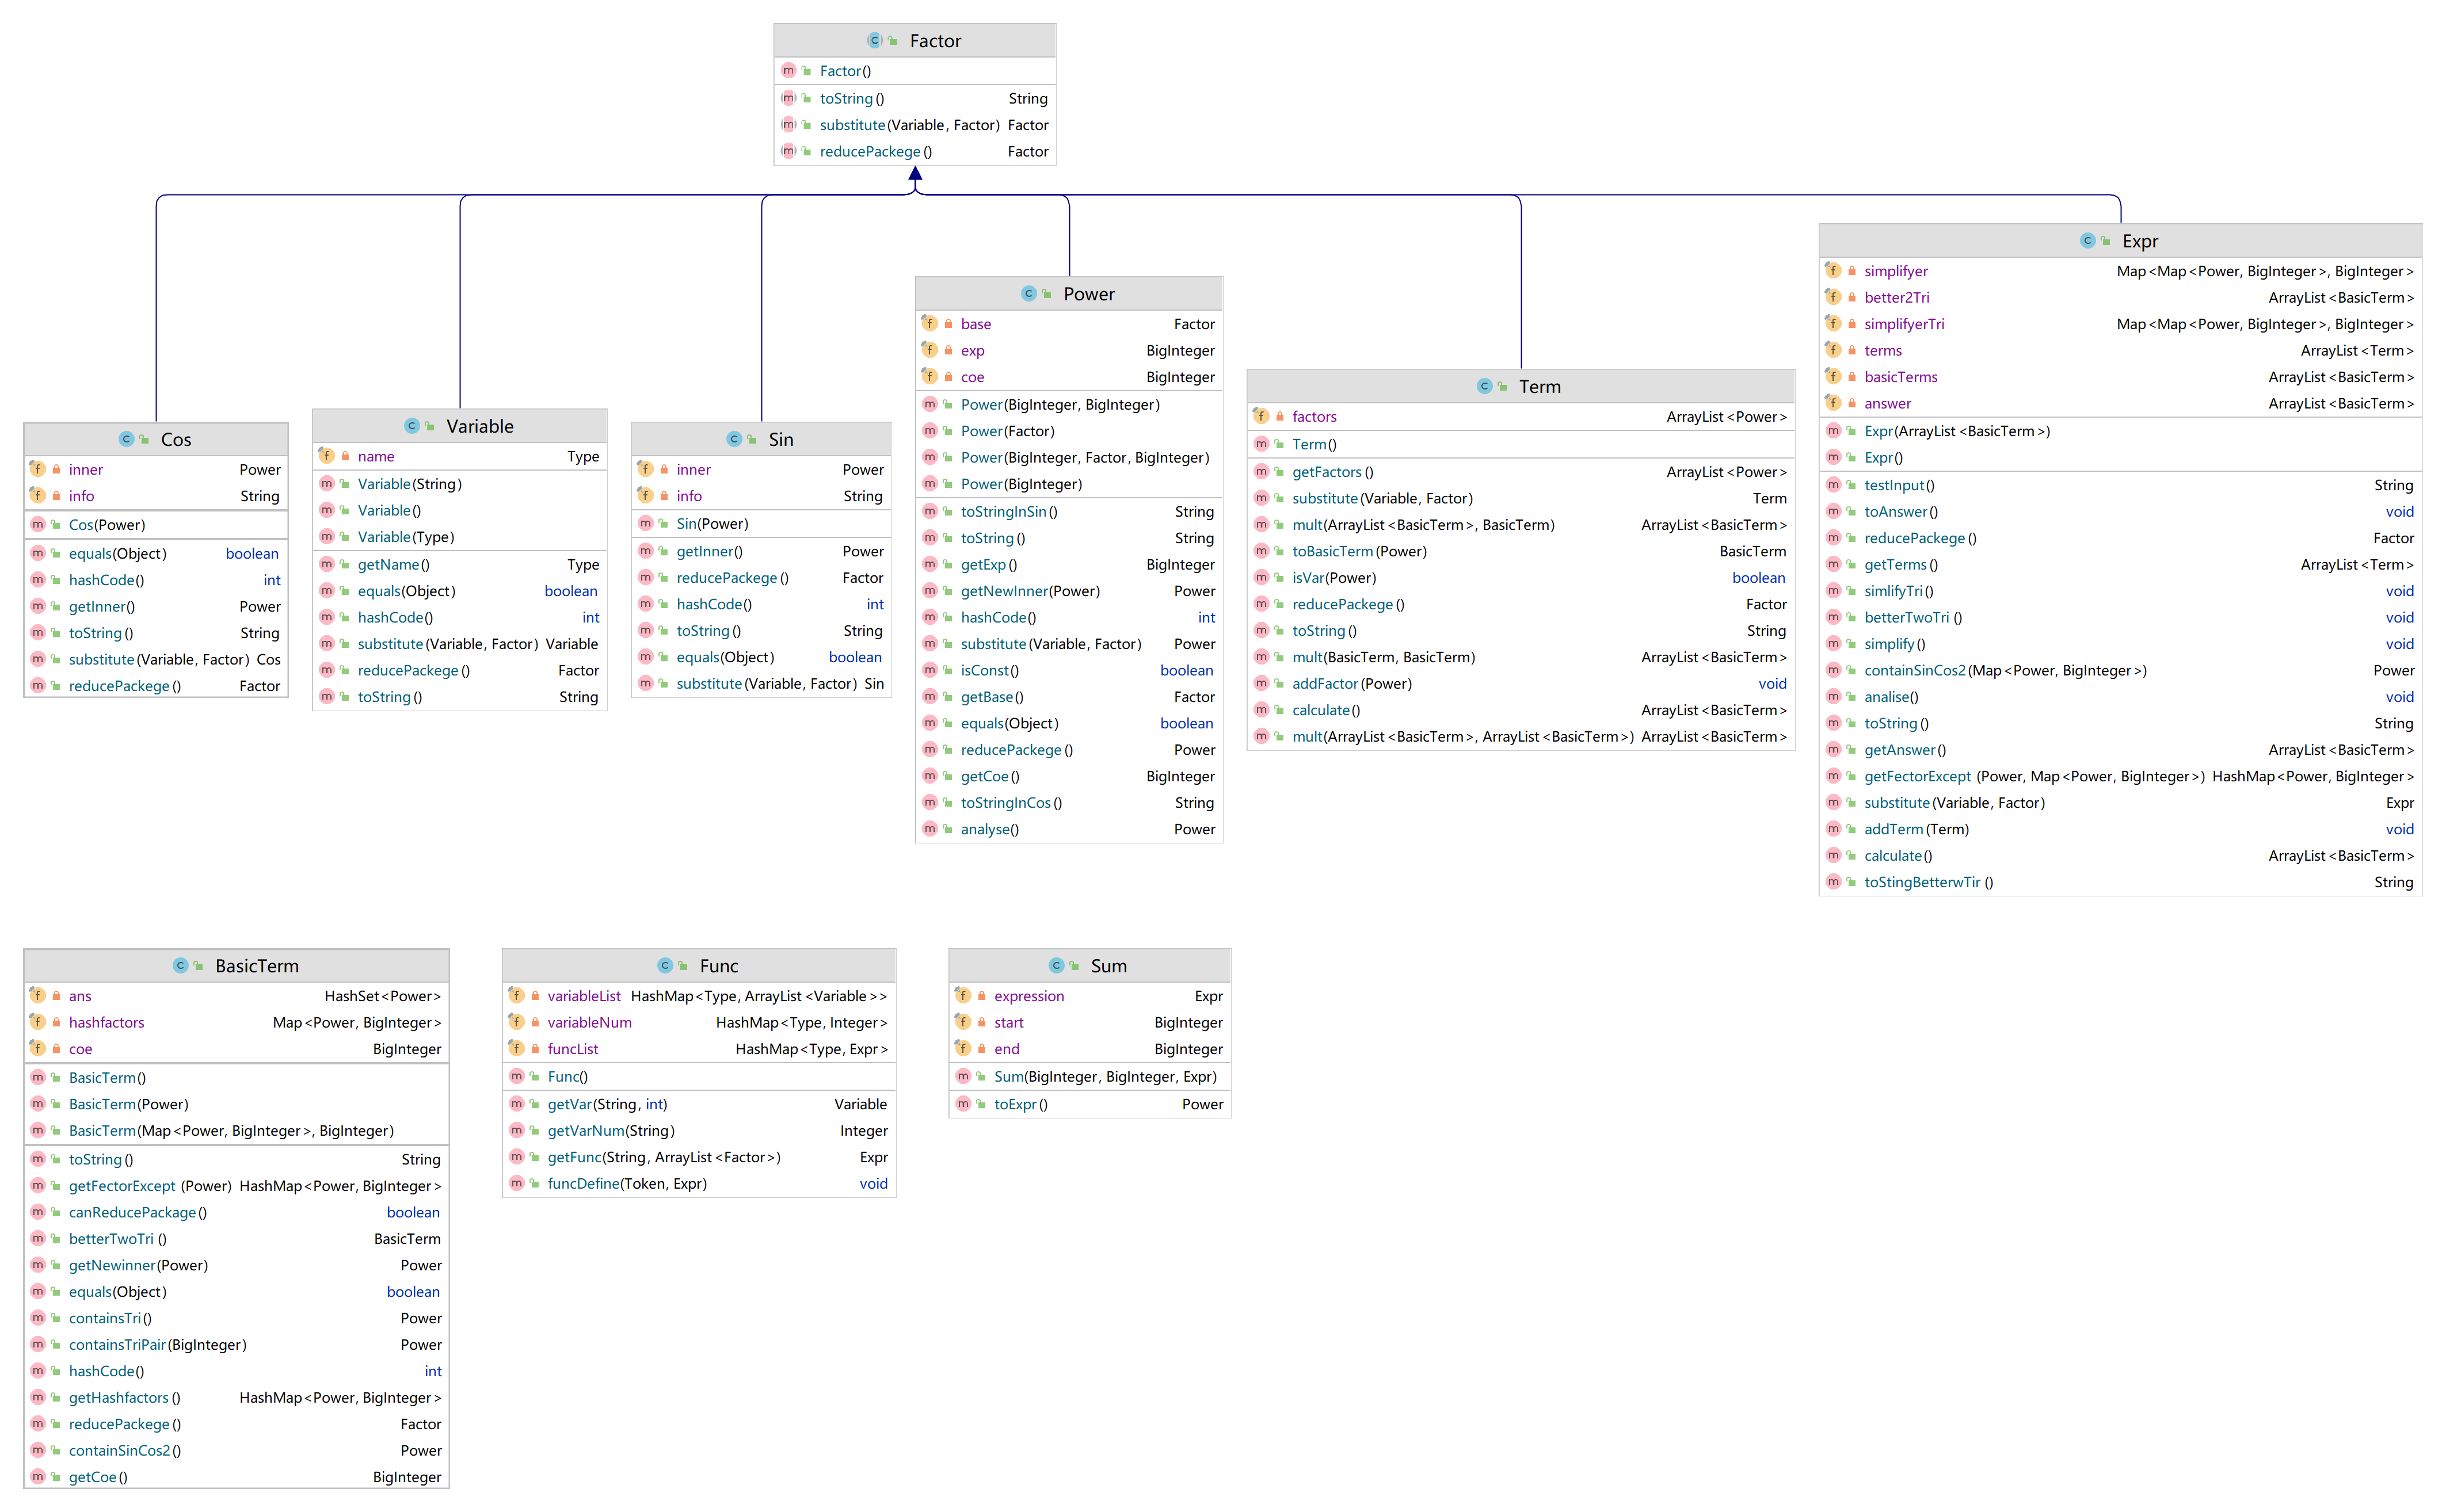 Factor
Factor()
toString() String
substitute(Variable, Factor) Factor
reducePackege() Factor
Cos
inner Power
info String
Cos(Power)
equals(Object) boolean
hashCode() int
getInner() Power
toString() String
substitute(Variable, Factor) Cos
reducePackege() Factor
Variable
name Type
Variable(String)
Variable()
Variable(Type)
getName() Type
equals(Object) boolean
hashCode() int
substitute(Variable, Factor) Variable
reducePackege() Factor
toString() String
Sin
inner Power
info String
Sin(Power)
getInner() Power
reducePackege() Factor
hashCode() int
toString() String
equals(Object) boolean
substitute(Variable, Factor) Sin
Power
base Factor
exp BigInteger
coe BigInteger
Power(BigInteger, BigInteger)
Power(Factor)
Power(BigInteger, Factor, BigInteger)
Power(BigInteger)
toStringInSin() String
toString() String
getExp() BigInteger
getNewInner(Power) Power
hashCode() int
substitute(Variable, Factor) Power
isConst() boolean
getBase() Factor
equals(Object) boolean
reducePackege() Power
getCoe() BigInteger
toStringInCos() String
analyse() Power
Term
factors ArrayList<Power>
Term()
getFactors() ArrayList<Power>
substitute(Variable, Factor) Term
mult(ArrayList<BasicTerm>, BasicTerm) ArrayList<BasicTerm>
toBasicTerm(Power) BasicTerm
isVar(Power) boolean
reducePackege() Factor
toString() String
mult(BasicTerm, BasicTerm) ArrayList<BasicTerm>
addFactor(Power) void
calculate() ArrayList<BasicTerm>
mult(ArrayList<BasicTerm>, ArrayList<BasicTerm>) ArrayList<BasicTerm>
Expr
simplifyer Map<Map<Power, BigInteger>, BigInteger>
better2Tri ArrayList<BasicTerm>
simplifyerTri Map<Map<Power, BigInteger>, BigInteger>
terms ArrayList<Term>
basicTerms ArrayList<BasicTerm>
answer ArrayList<BasicTerm>
Expr(ArrayList<BasicTerm>)
Expr()
testInput() String
toAnswer() void
reducePackege() Factor
getTerms() ArrayList<Term>
simlifyTri() void
betterTwoTri() void
simplify() void
containSinCos2(Map<Power, BigInteger>) Power
analise() void
toString() String
getAnswer() ArrayList<BasicTerm>
getFectorExcept(Power, Map<Power, BigInteger>) HashMap<Power, BigInteger>
substitute(Variable, Factor) Expr
addTerm(Term) void
calculate() ArrayList<BasicTerm>
toStingBetterwTir() String
BasicTerm
ans HashSet<Power>
hashfactors Map<Power, BigInteger>
coe BigInteger
BasicTerm()
BasicTerm(Power)
BasicTerm(Map<Power, BigInteger>, BigInteger)
toString() String
getFectorExcept(Power) HashMap<Power, BigInteger>
canReducePackage() boolean
betterTwoTri() BasicTerm
getNewinner(Power) Power
equals(Object) boolean
containsTri() Power
containsTriPair(BigInteger) Power
hashCode() int
getHashfactors() HashMap<Power, BigInteger>
reducePackege() Factor
containSinCos2() Power
getCoe() BigInteger
Func
variableList HashMap<Type, ArrayList<Variable>>
variableNum HashMap<Type, Integer>
funcList HashMap<Type, Expr>
Func()
getVar(String, int) Variable
getVarNum(String) Integer
getFunc(String, ArrayList<Factor>) Expr
funcDefine(Token, Expr) void
Sum
expression Expr
start BigInteger
end BigInteger
Sum(BigInteger, BigInteger, Expr)
toExpr() Power